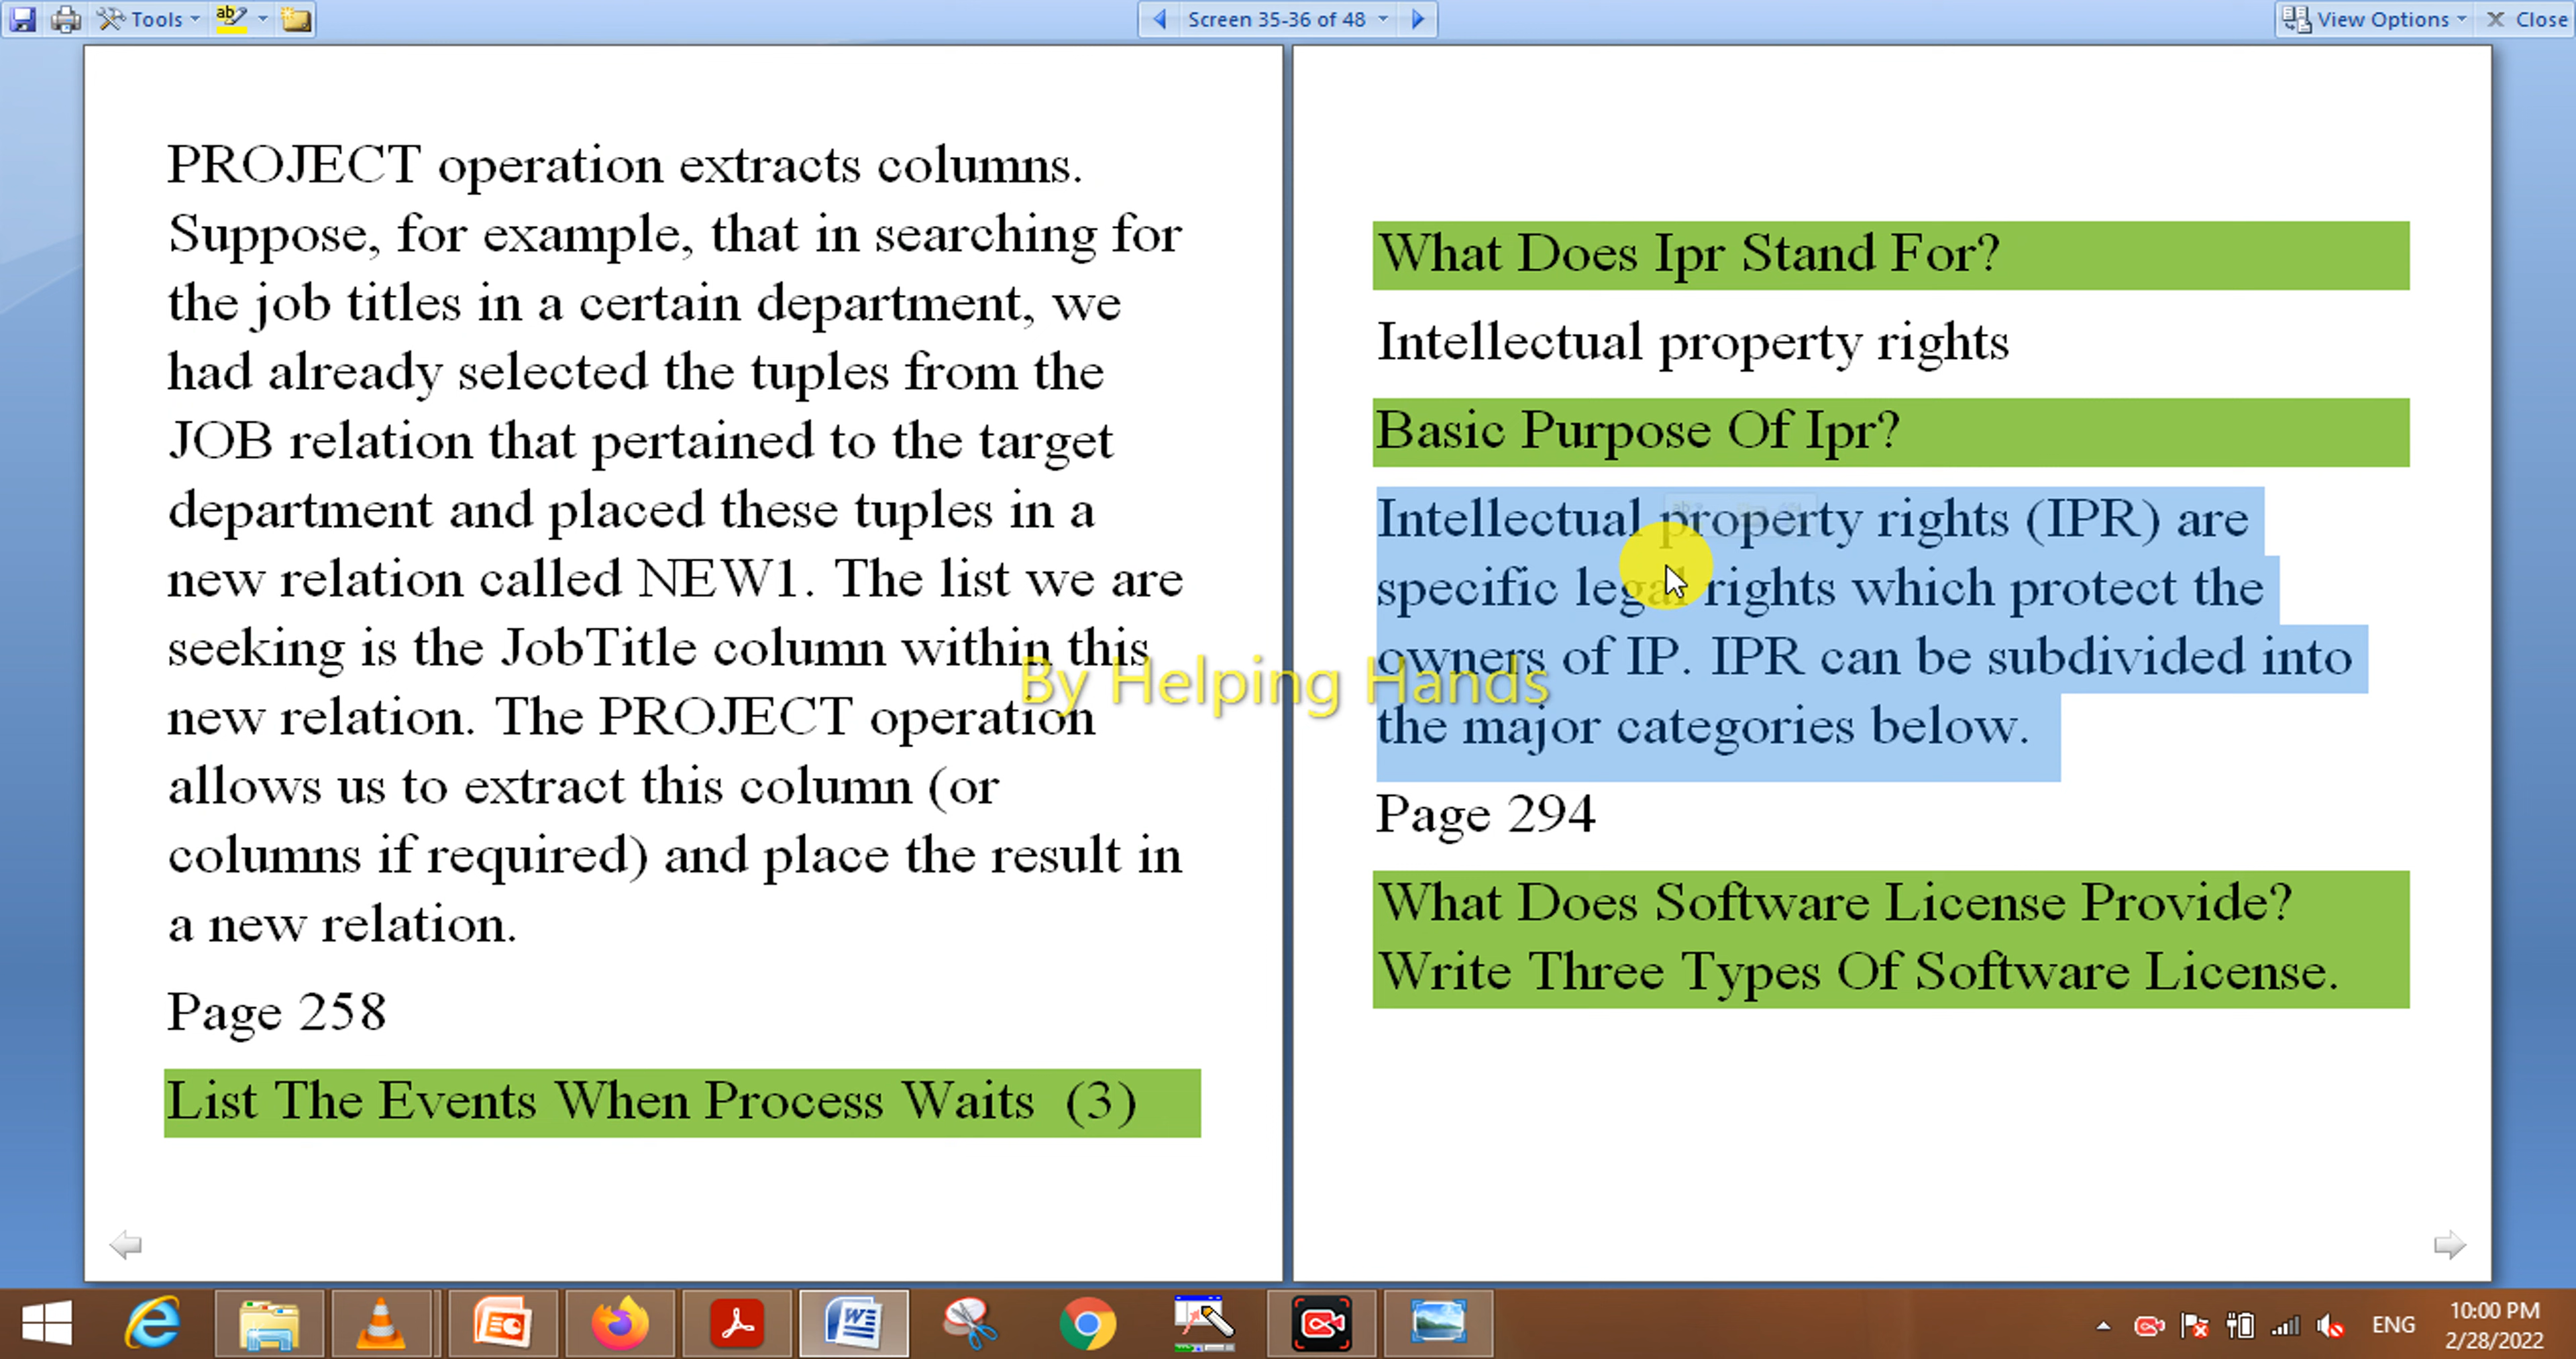 Tools
Screen 35-36 of 48
View Options
Close
PROJECT operation extracts columns.
Suppose, for example, that in searching for
the job titles in a certain department, we
had already selected the tuples from the
JOB relation that pertained to the target
department and placed these tuples in a
new relation called NEW1. The list we are
seeking is the JobTitle column within this
new relation. The PROJECT operation
allows us to extract this column (or
columns if required) and place the result in
a new relation.
Page 258
List The Events When Process Waits (3)
What Does Ipr Stand For?
Intellectual property rights
Basic Purpose Of Ipr?
Intellectual property rights (IPR) are
specific legal rights which protect the
owners of IP. IPR can be subdivided into
the major categories below.
Page 294
What Does Software License Provide?
Write Three Types Of Software License.
By Helping Hands
ENG
10:00 PM
2/28/2022